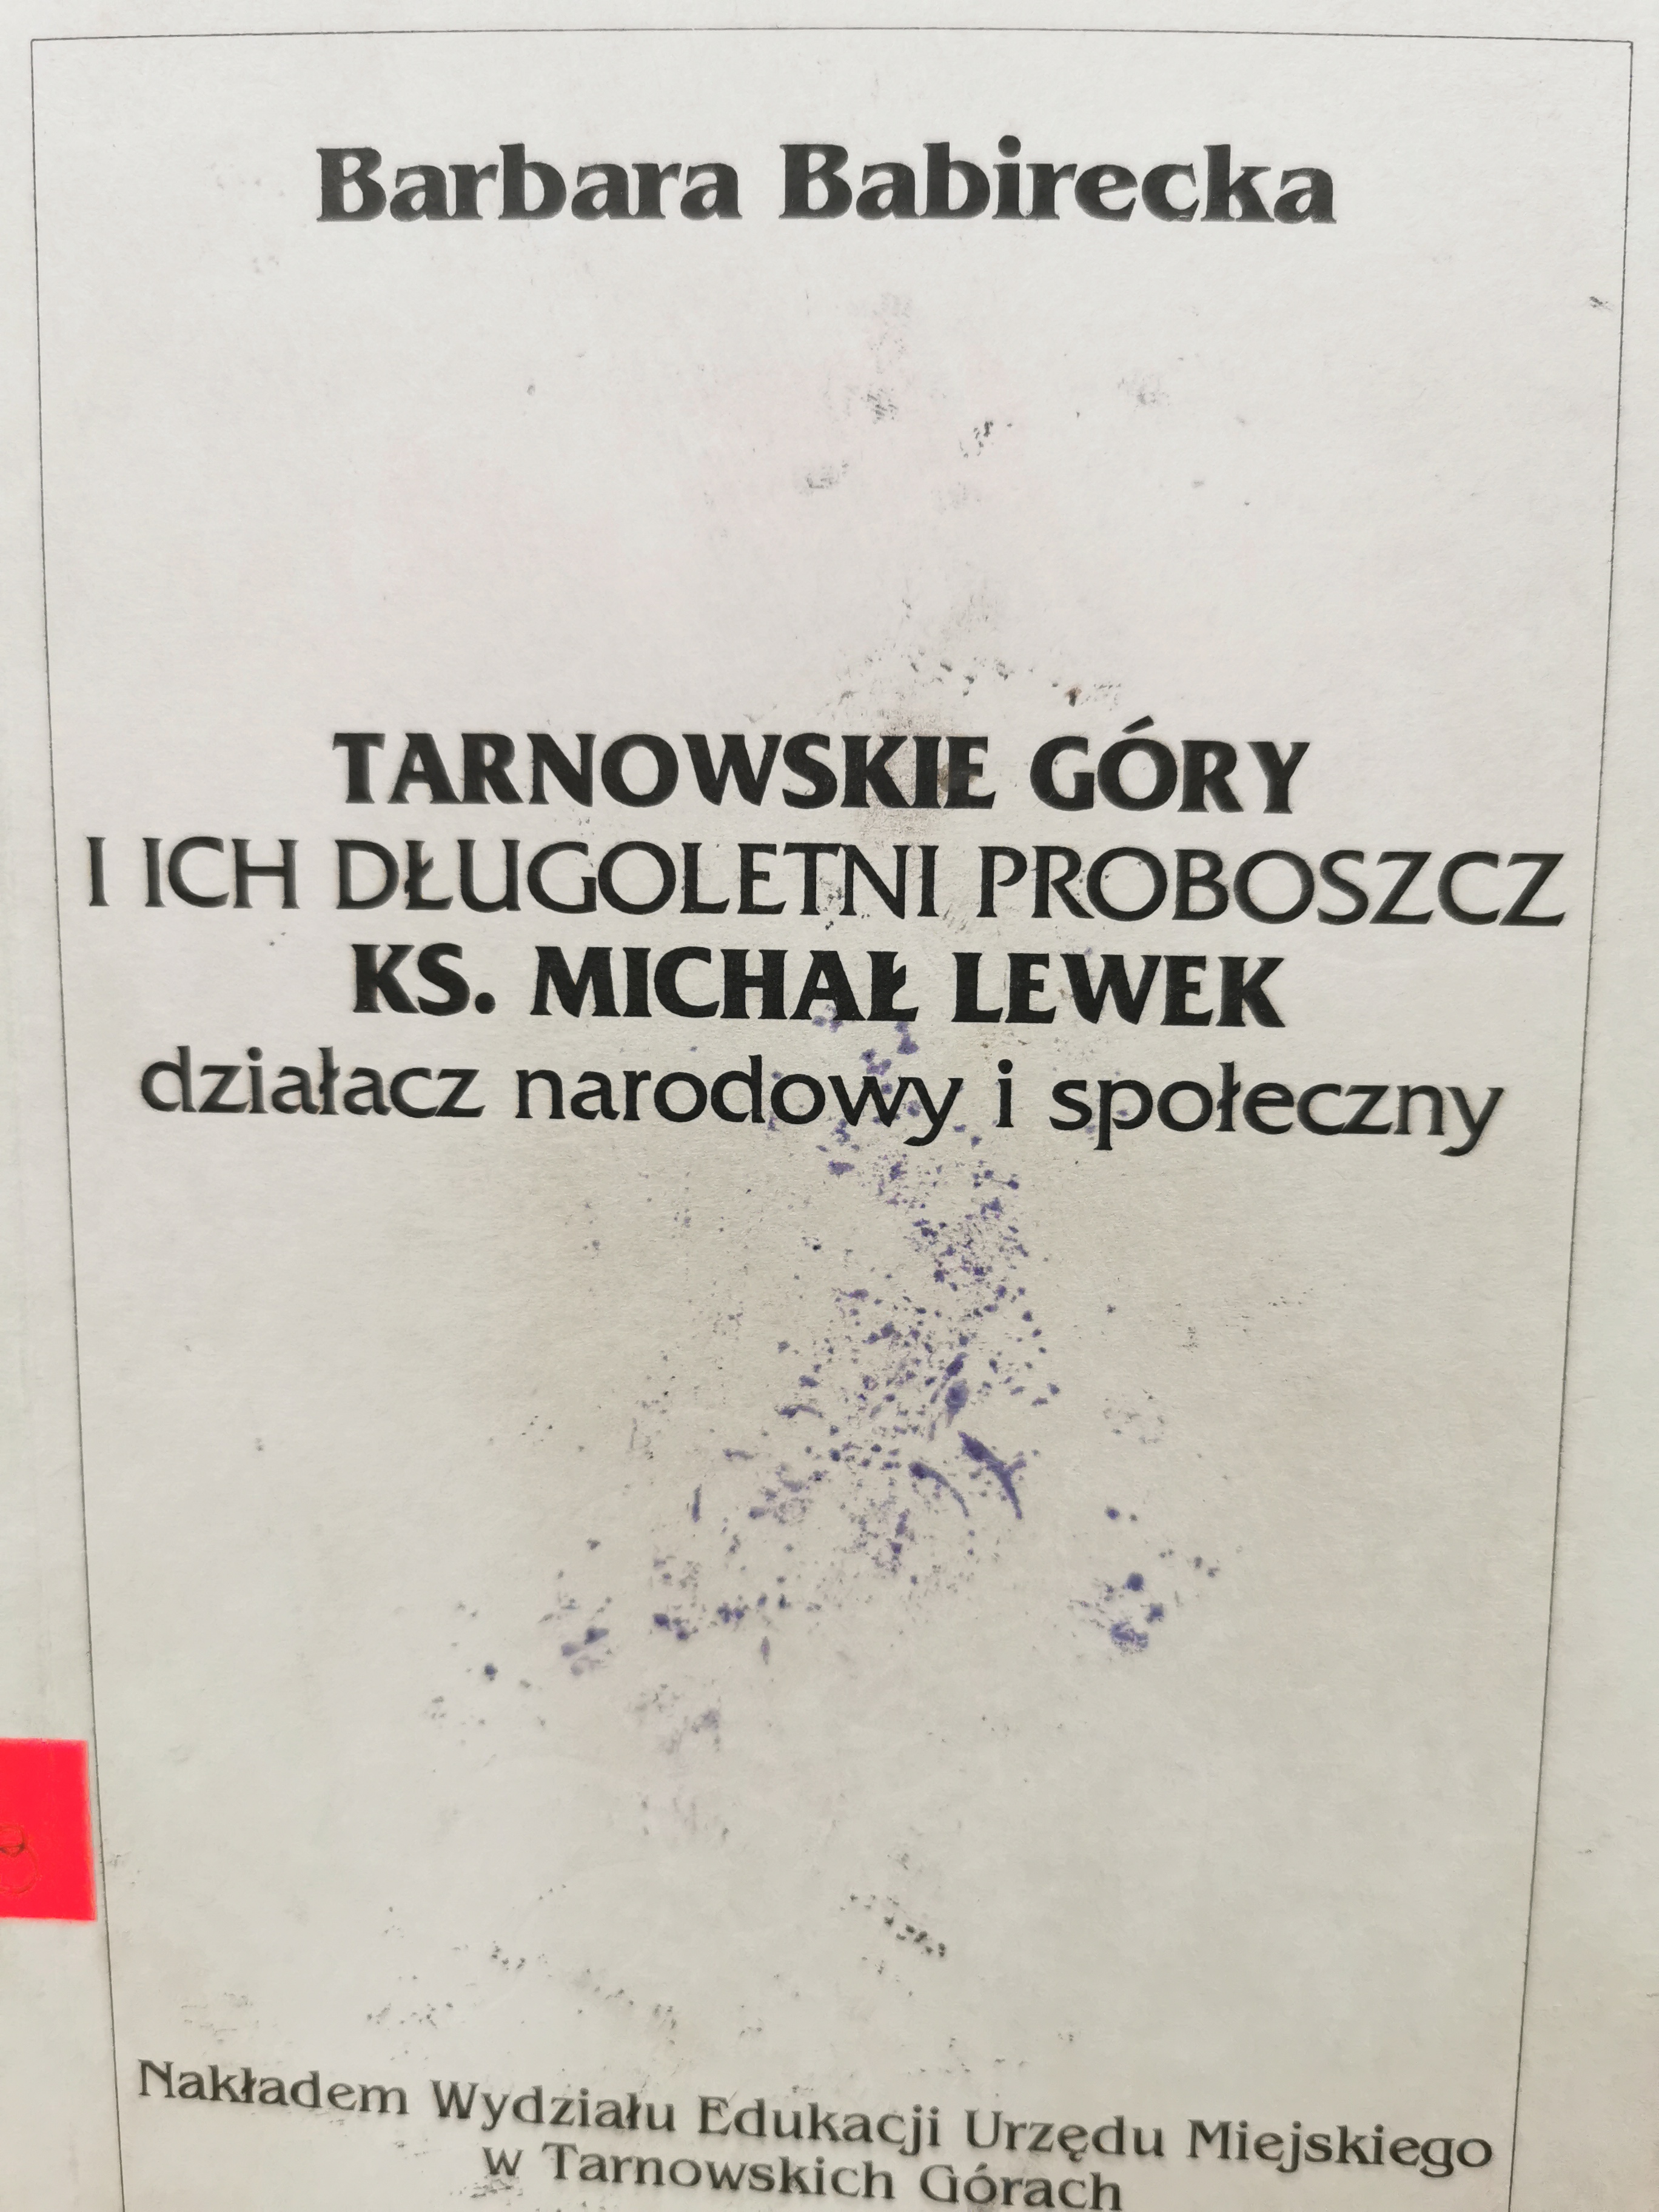 Barbara Babirecka
TARNOWSKIE GÓRY
I ICH DŁUGOLETNI PROBOSZCZ
KS. MICHAŁ LEWEK
działacz narodowy i społeczny
Nakładem Wydziału Edukacji Urzędu Miejskiego
w Tarnowskich Górach